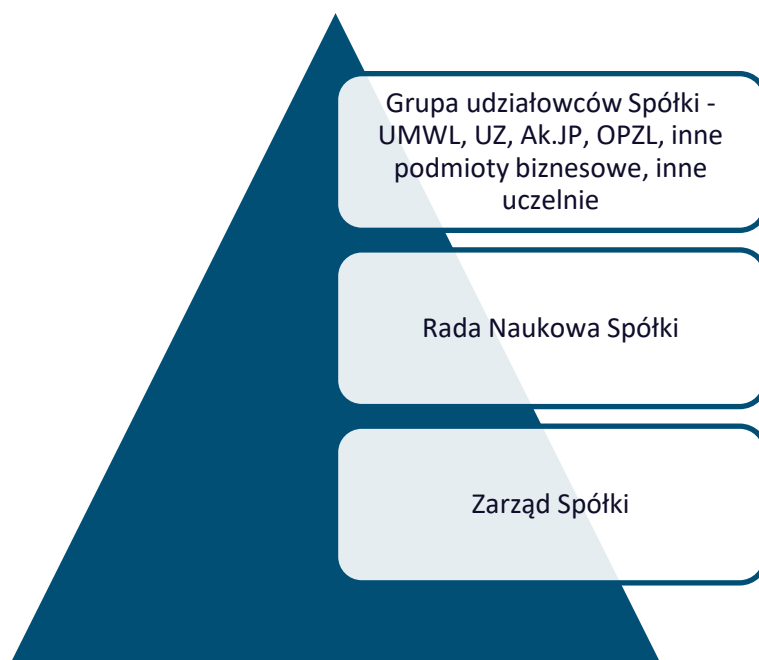 Grupa udziałowców Spółki -
UMWL, UZ, Ak.JP, OPZL, inne
podmioty biznesowe, inne
uczelnie
Rada Naukowa Spółki
Zarząd Spółki